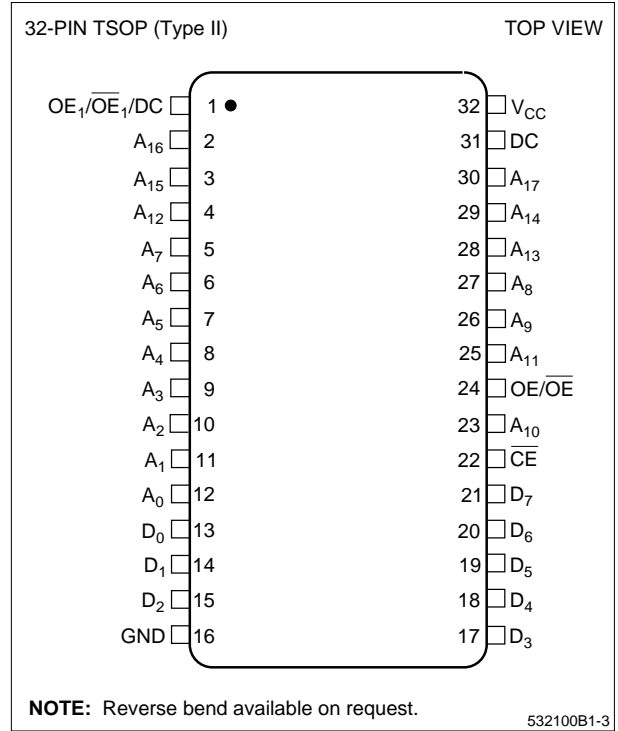 32-PIN TSOP (Type II) TOP VIEW
OE₁/O̅E̅₁/DC 1 ● 32 V_CC
A₁₆ 2 31 DC
A₁₅ 3 30 A₁₇
A₁₂ 4 29 A₁₄
A₇ 5 28 A₁₃
A₆ 6 27 A₈
A₅ 7 26 A₉
A₄ 8 25 A₁₁
A₃ 9 24 OE/O̅E̅
A₂ 10 23 A₁₀
A₁ 11 22 C̅E̅
A₀ 12 21 D₇
D₀ 13 20 D₆
D₁ 14 19 D₅
D₂ 15 18 D₄
GND 16 17 D₃
NOTE: Reverse bend available on request.
532100B1-3